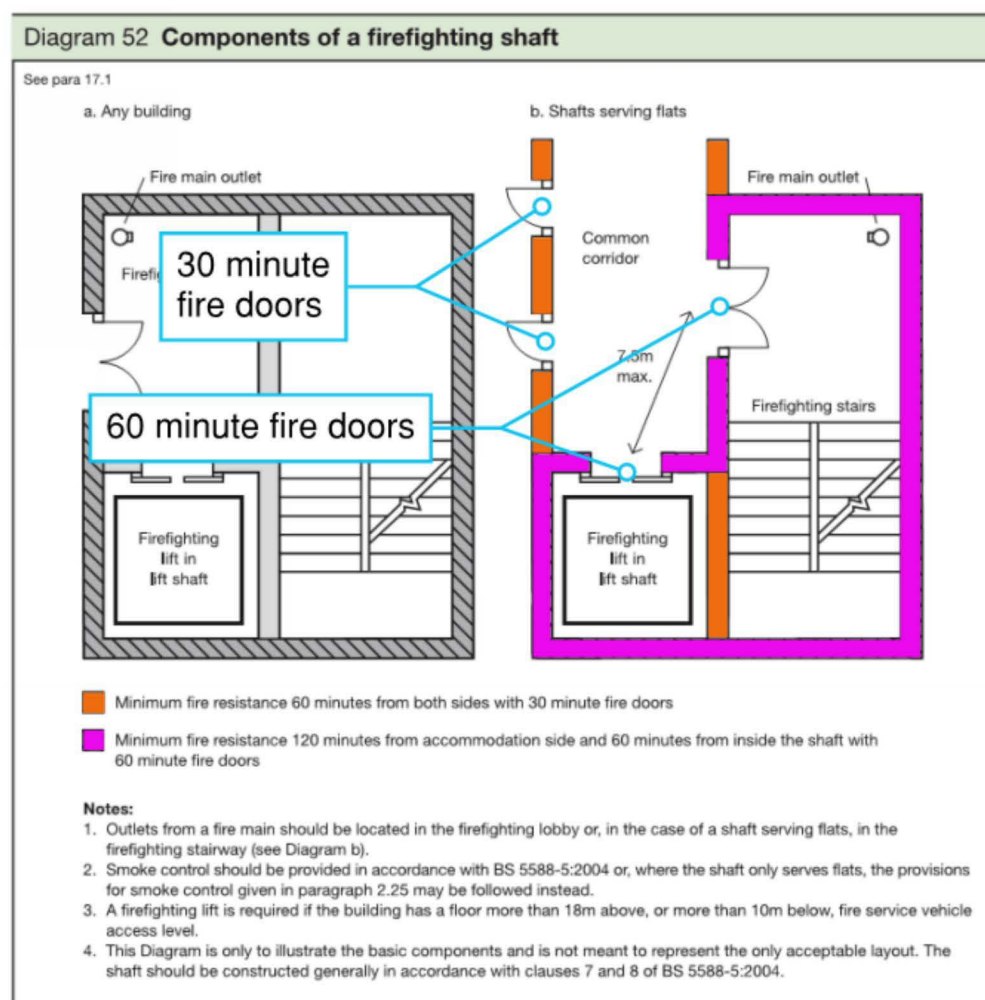 Diagram 52 Components of a firefighting shaft
See para 17.1
a. Any building
b. Shafts serving flats
Fire main outlet
Fire main outlet
30 minute
fire doors
Common
corridor
7.5m
max.
60 minute fire doors
Firefighting stairs
Firefighting
lift in
lift shaft
Firefighting
lift in
lift shaft
Minimum fire resistance 60 minutes from both sides with 30 minute fire doors
Minimum fire resistance 120 minutes from accommodation side and 60 minutes from inside the shaft with
60 minute fire doors
Notes:
1. Outlets from a fire main should be located in the firefighting lobby or, in the case of a shaft serving flats, in the
firefighting stairway (see Diagram b).
2. Smoke control should be provided in accordance with BS 5588-5:2004 or, where the shaft only serves flats, the provisions
for smoke control given in paragraph 2.25 may be followed instead.
3. A firefighting lift is required if the building has a floor more than 18m above, or more than 10m below, fire service vehicle
access level.
4. This Diagram is only to illustrate the basic components and is not meant to represent the only acceptable layout. The
shaft should be constructed generally in accordance with clauses 7 and 8 of BS 5588-5:2004.